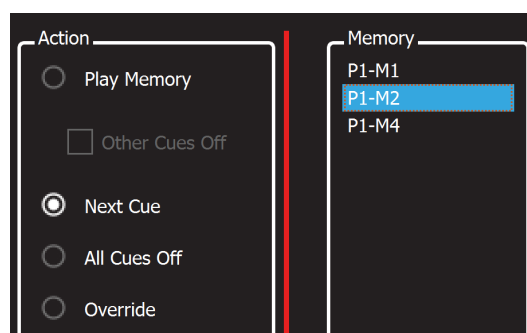 Action
Play Memory
Other Cues Off
Next Cue
All Cues Off
Override
Memory
P1-M1
P1-M2
P1-M4